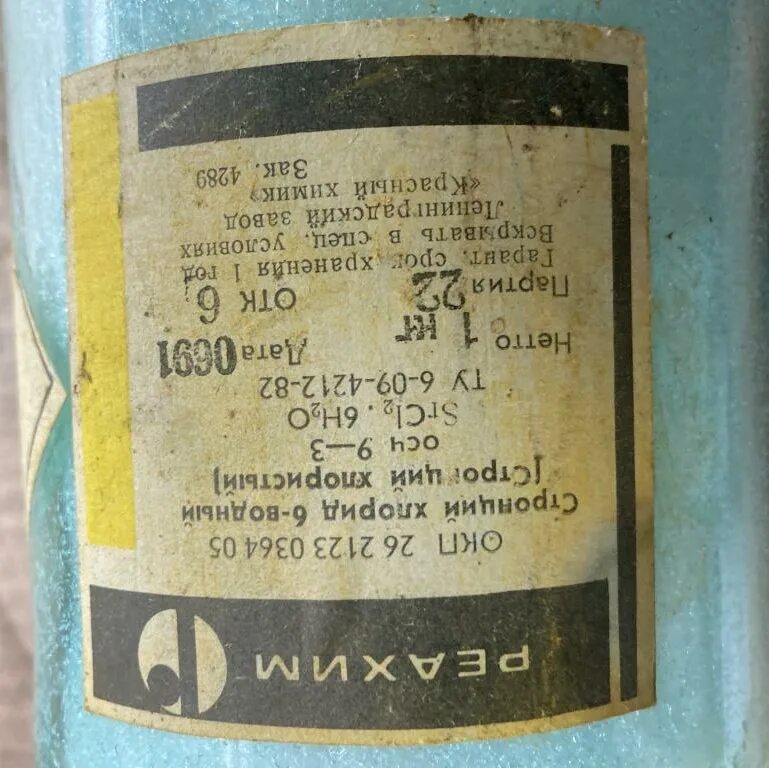 РЕАХИМ
ОКП 26 2123 0364 05
Стронций хлорид 6-водный
(Стронций хлористый)
осч 9—3
SrCl₂ . 6H₂O
ТУ 6-09-4212-82
Нетто 1 кг Дата 0691
Партия 22 ОТК 6
Гарант. срок хранения 1 год
Вскрывать в спец. условиях
Ленинградский завод
«Красный химик»
Зак. 4289